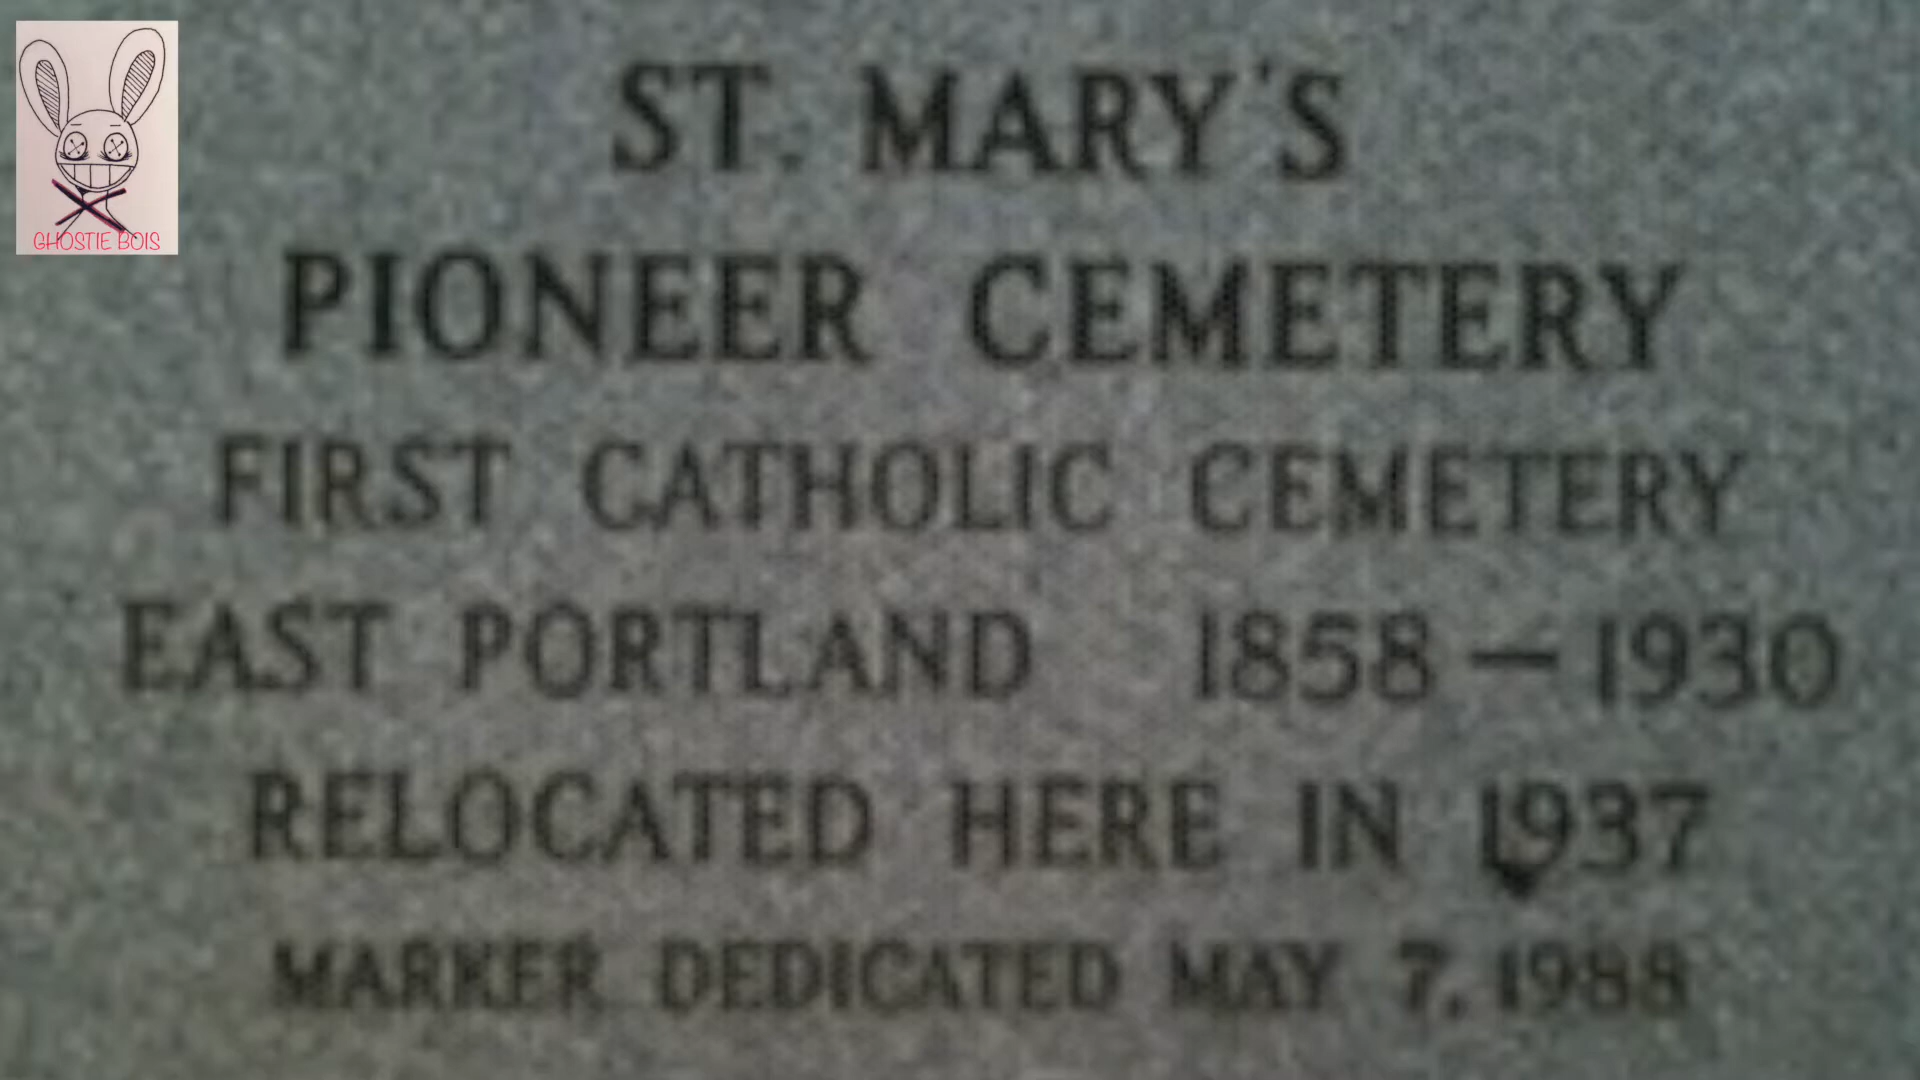 GHOSTIE BOIS
ST. MARY'S
PIONEER CEMETERY
FIRST CATHOLIC CEMETERY
EAST PORTLAND 1858 — 1930
RELOCATED HERE IN 1937
MARKER DEDICATED MAY 7, 1988